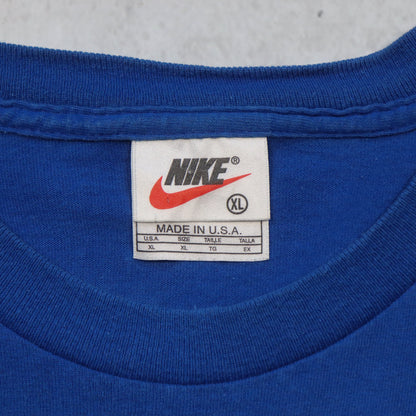 NIKE®
XL
MADE IN U.S.A.
U.S.A. SIZE TAILLE TALLA
XL XL TG EX